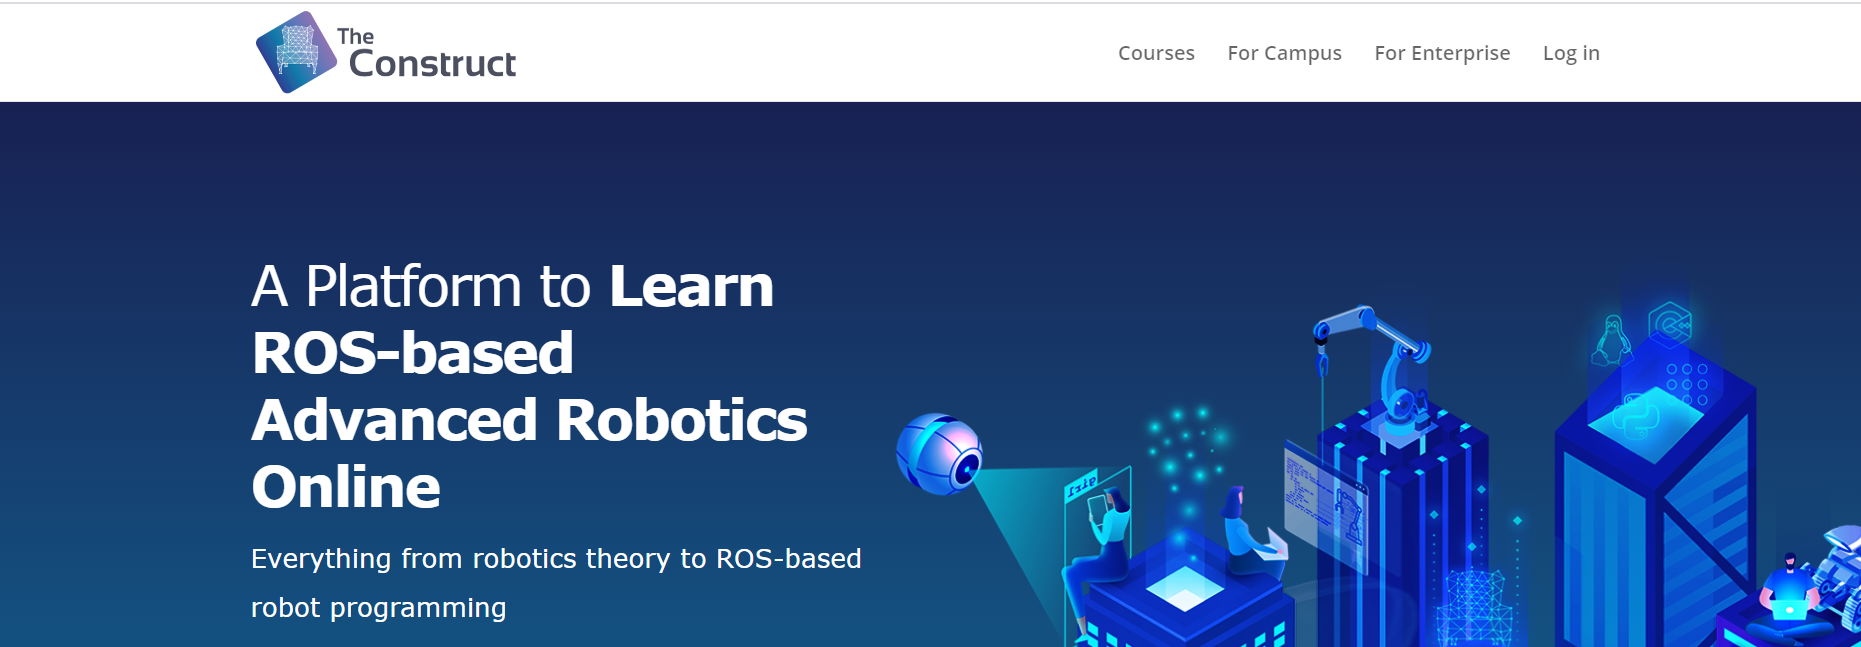 The
Construct
Courses For Campus For Enterprise Log in
A Platform to Learn
ROS-based
Advanced Robotics
Online
Everything from robotics theory to ROS-based
robot programming